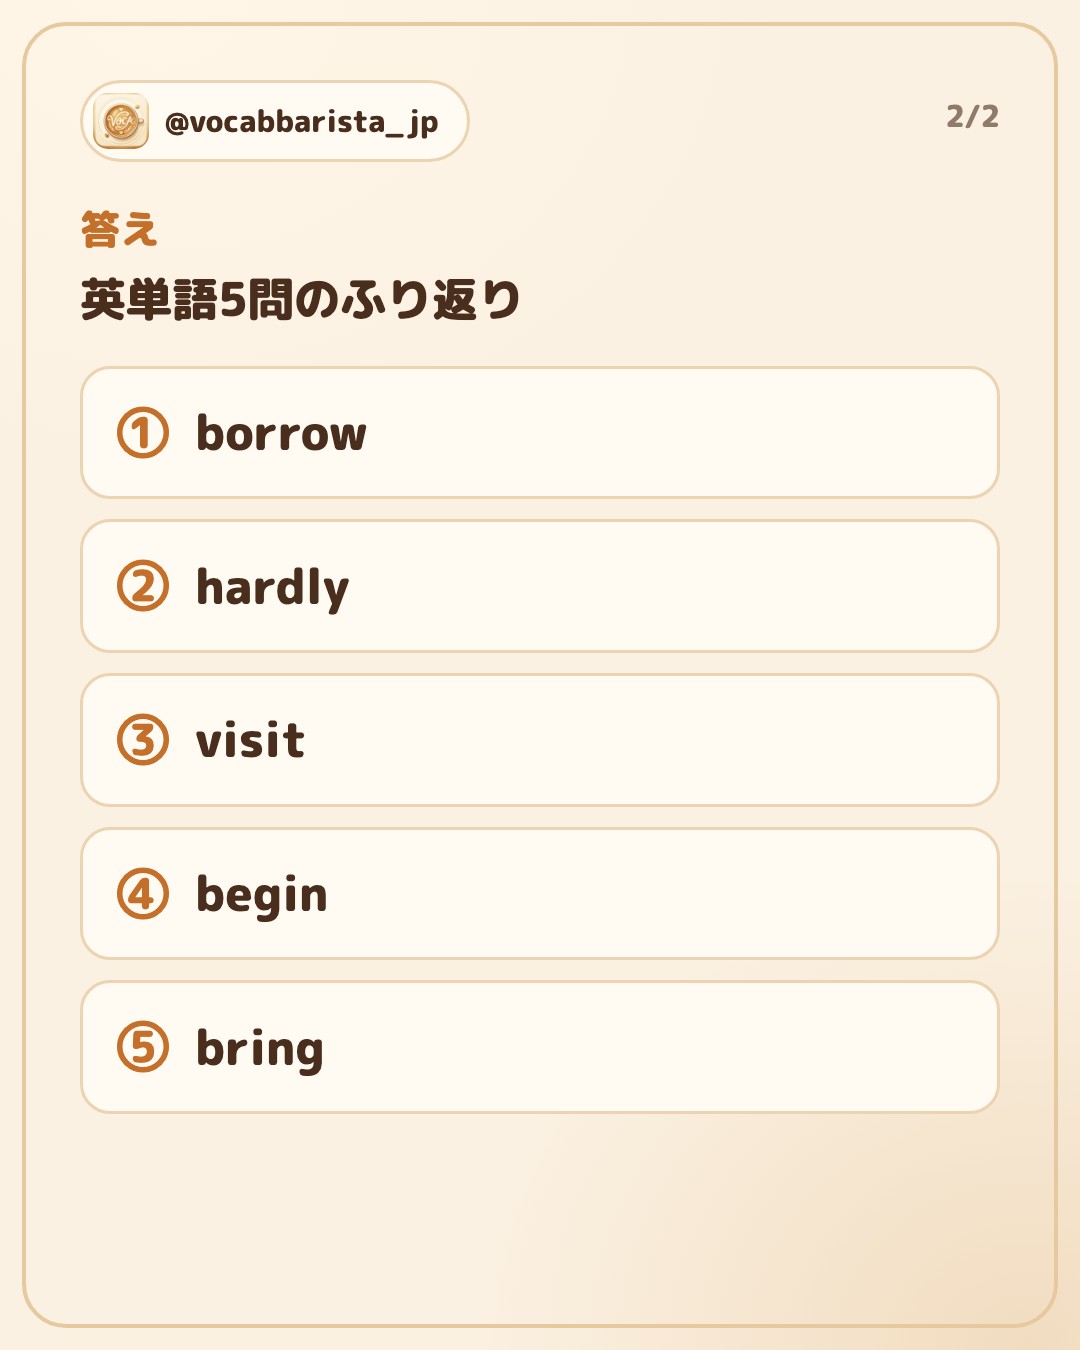 @vocabbarista_jp
2/2
答え
英単語5問のふり返り
① borrow
② hardly
③ visit
④ begin
⑤ bring